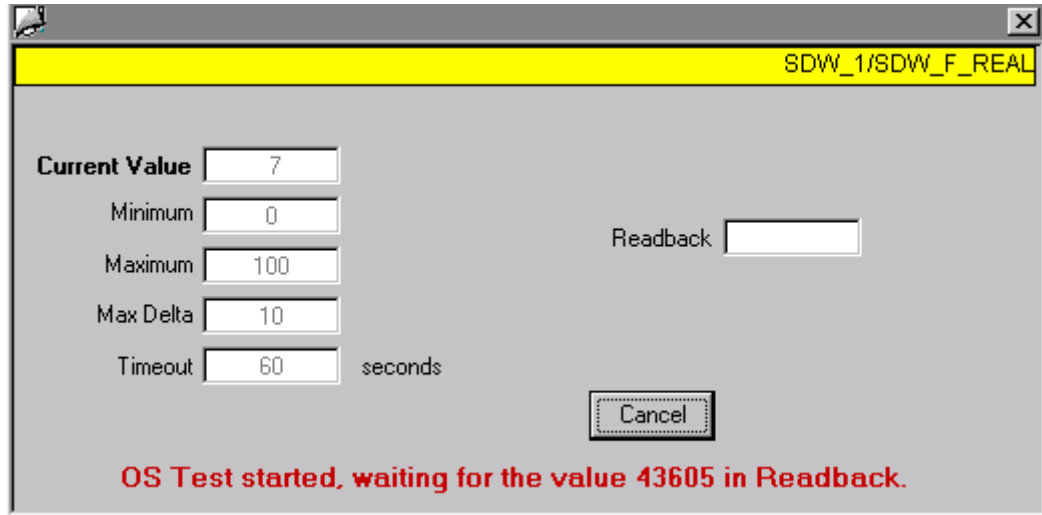 SDW_1/SDW_F_REAL
Current Value 7
Minimum 0
Maximum 100
Max Delta 10
Timeout 60 seconds
Readback
Cancel
OS Test started, waiting for the value 43605 in Readback.